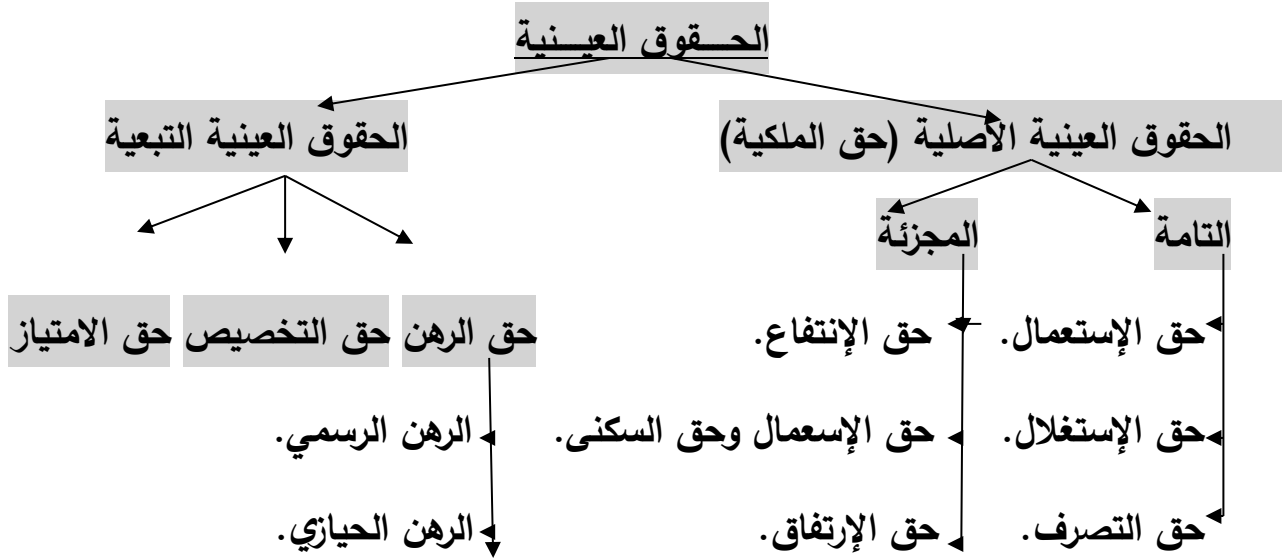 الحقوق العينية
الحقوق العينية الأصلية (حق الملكية) الحقوق العينية التبعية
التامة المجزئة
حق الرهن حق التخصيص حق الامتياز
حق الإستعمال. حق الإنتفاع.
حق الإستغلال. حق الإسعمال وحق السكنى. الرهن الرسمي.
حق التصرف. حق الإرتفاق. الرهن الحيازي.